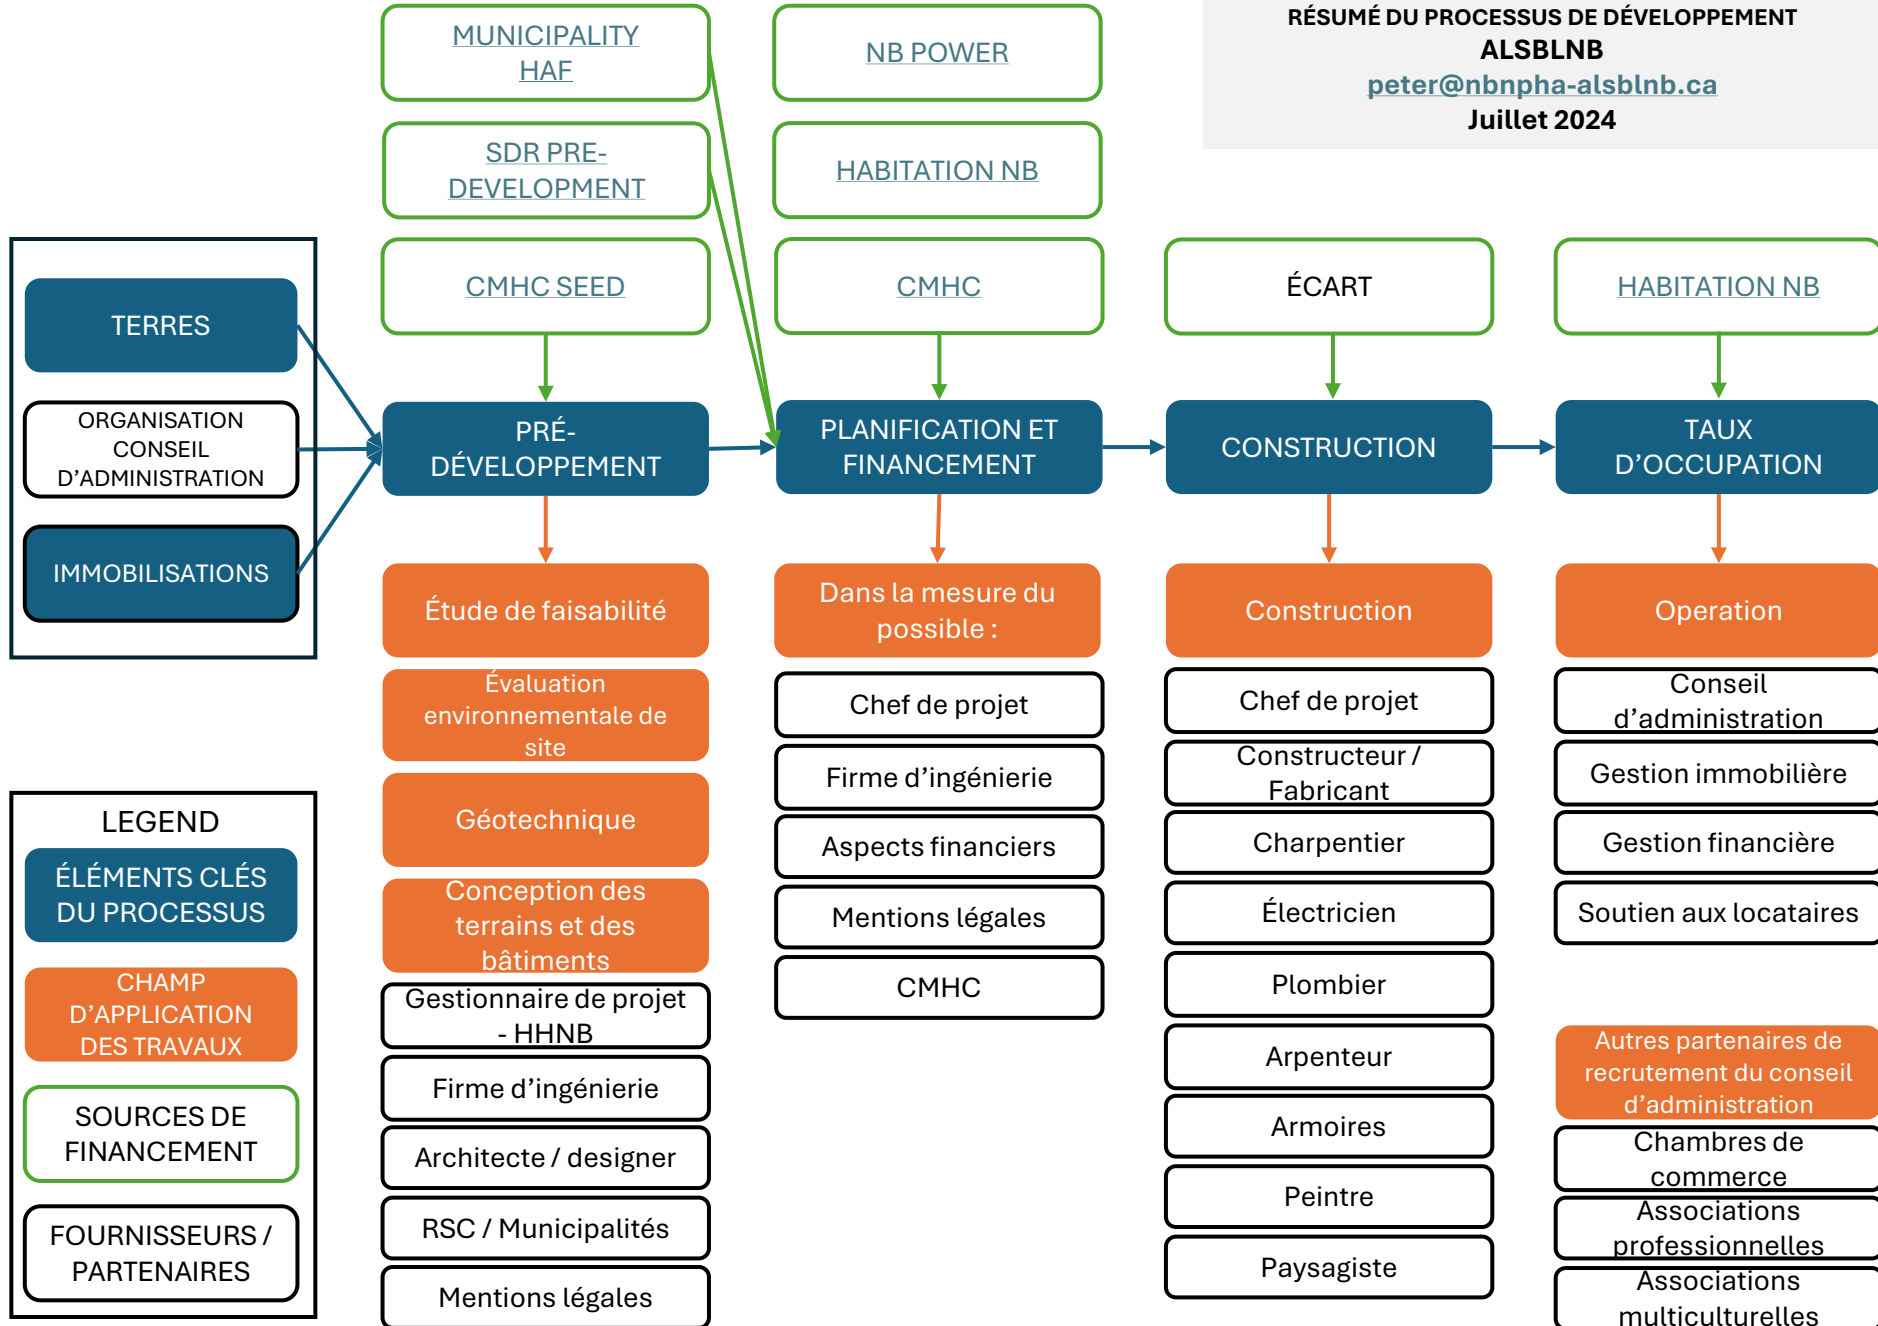 RÉSUMÉ DU PROCESSUS DE DÉVELOPPEMENT
ALSBLNB
peter@nbnpha-alsblnb.ca
Juillet 2024
MUNICIPALITY
HAF
SDR PRE-
DEVELOPMENT
CMHC SEED
NB POWER
HABITATION NB
CMHC
ÉCART
HABITATION NB
TERRES
ORGANISATION
CONSEIL
D’ADMINISTRATION
IMMOBILISATIONS
PRÉ-
DÉVELOPPEMENT
PLANIFICATION ET
FINANCEMENT
CONSTRUCTION
TAUX
D’OCCUPATION
Étude de faisabilité
Évaluation
environnementale de
site
Géotechnique
Conception des
terrains et des
bâtiments
Gestionnaire de projet
- HHNB
Firme d’ingénierie
Architecte / designer
RSC / Municipalités
Mentions légales
Dans la mesure du
possible :
Chef de projet
Firme d’ingénierie
Aspects financiers
Mentions légales
CMHC
Construction
Chef de projet
Constructeur /
Fabricant
Charpentier
Électricien
Plombier
Arpenteur
Armoires
Peintre
Paysagiste
Operation
Conseil
d’administration
Gestion immobilière
Gestion financière
Soutien aux locataires
Autres partenaires de
recrutement du conseil
d’administration
Chambres de
commerce
Associations
professionnelles
Associations
multiculturelles
LEGEND
ÉLÉMENTS CLÉS
DU PROCESSUS
CHAMP
D’APPLICATION
DES TRAVAUX
SOURCES DE
FINANCEMENT
FOURNISSEURS /
PARTENAIRES